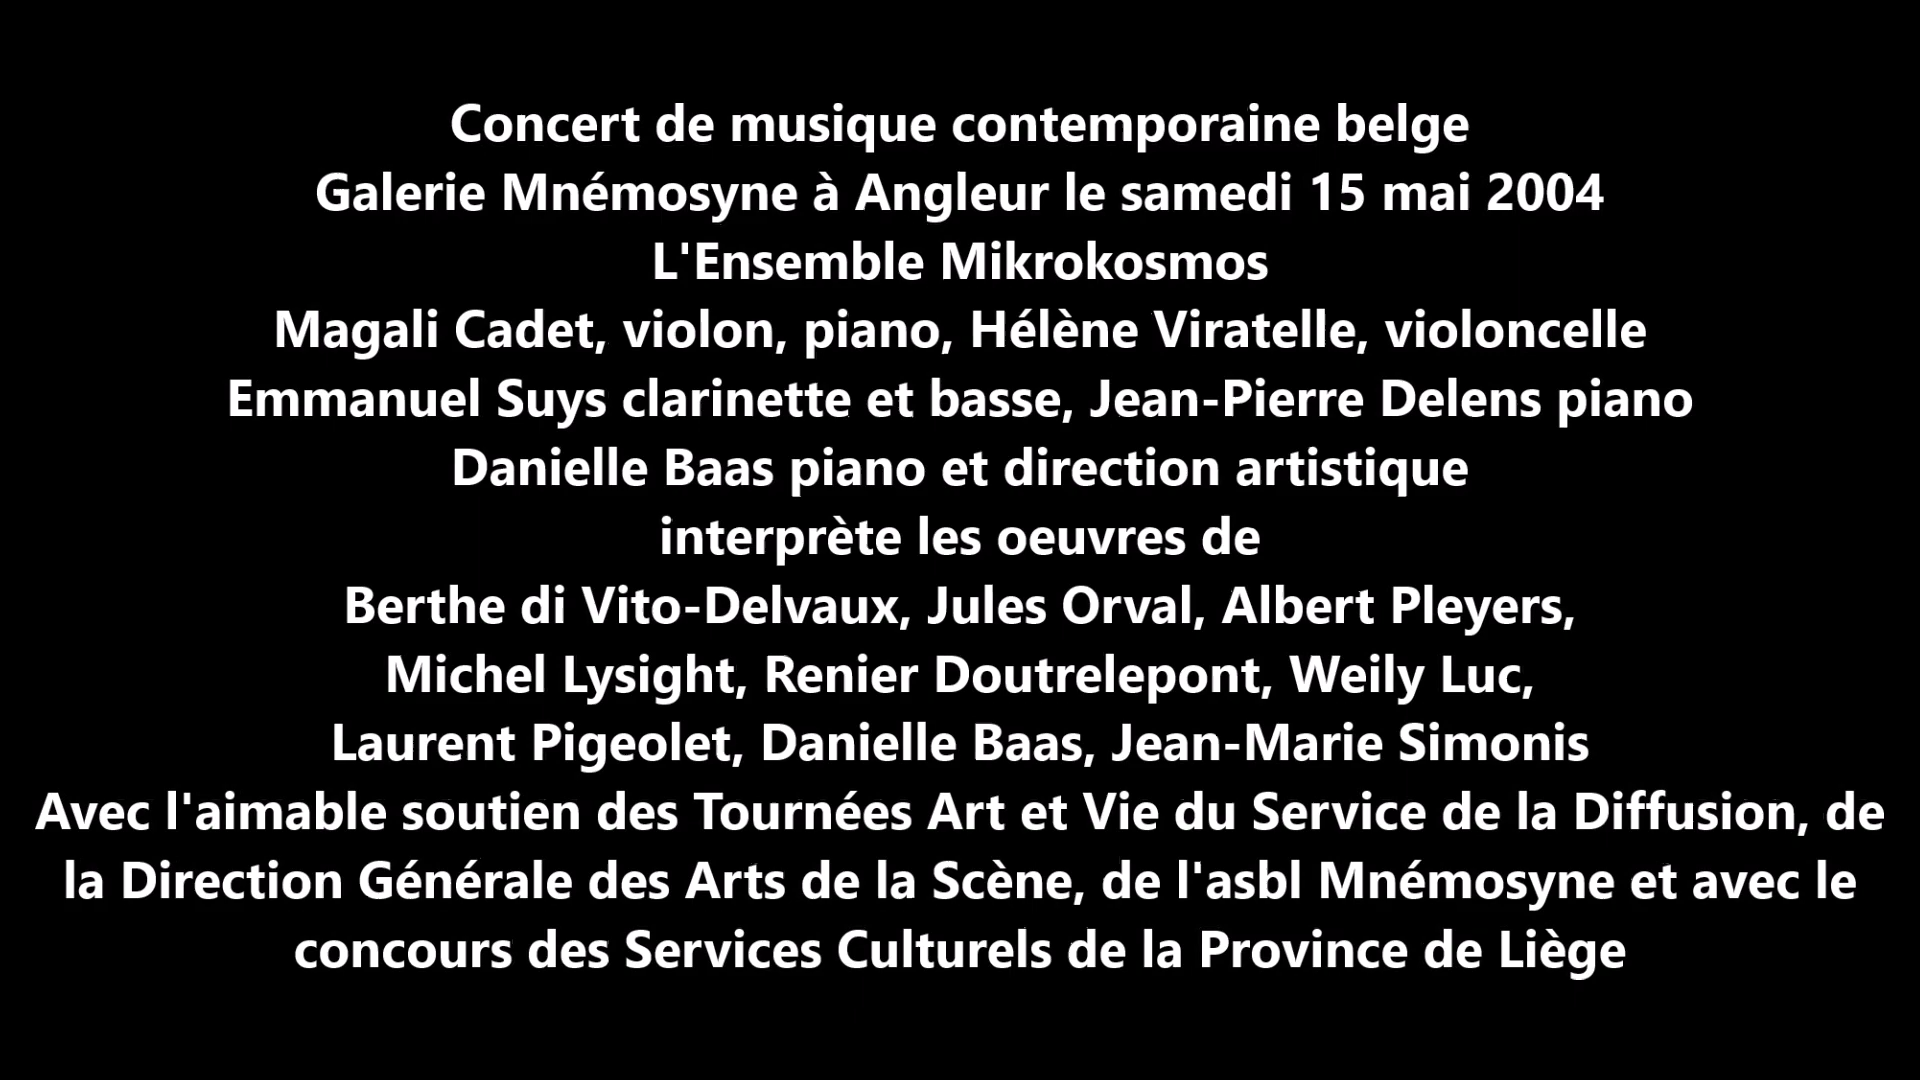 Concert de musique contemporaine belge
Galerie Mnémosyne à Angleur le samedi 15 mai 2004
L'Ensemble Mikrokosmos
Magali Cadet, violon, piano, Hélène Viratelle, violoncelle
Emmanuel Suys clarinette et basse, Jean-Pierre Delens piano
Danielle Baas piano et direction artistique
interprète les oeuvres de
Berthe di Vito-Delvaux, Jules Orval, Albert Pleyers,
Michel Lysight, Renier Doutrelepont, Weily Luc,
Laurent Pigeolet, Danielle Baas, Jean-Marie Simonis
Avec l'aimable soutien des Tournées Art et Vie du Service de la Diffusion, de
la Direction Générale des Arts de la Scène, de l'asbl Mnémosyne et avec le
concours des Services Culturels de la Province de Liège